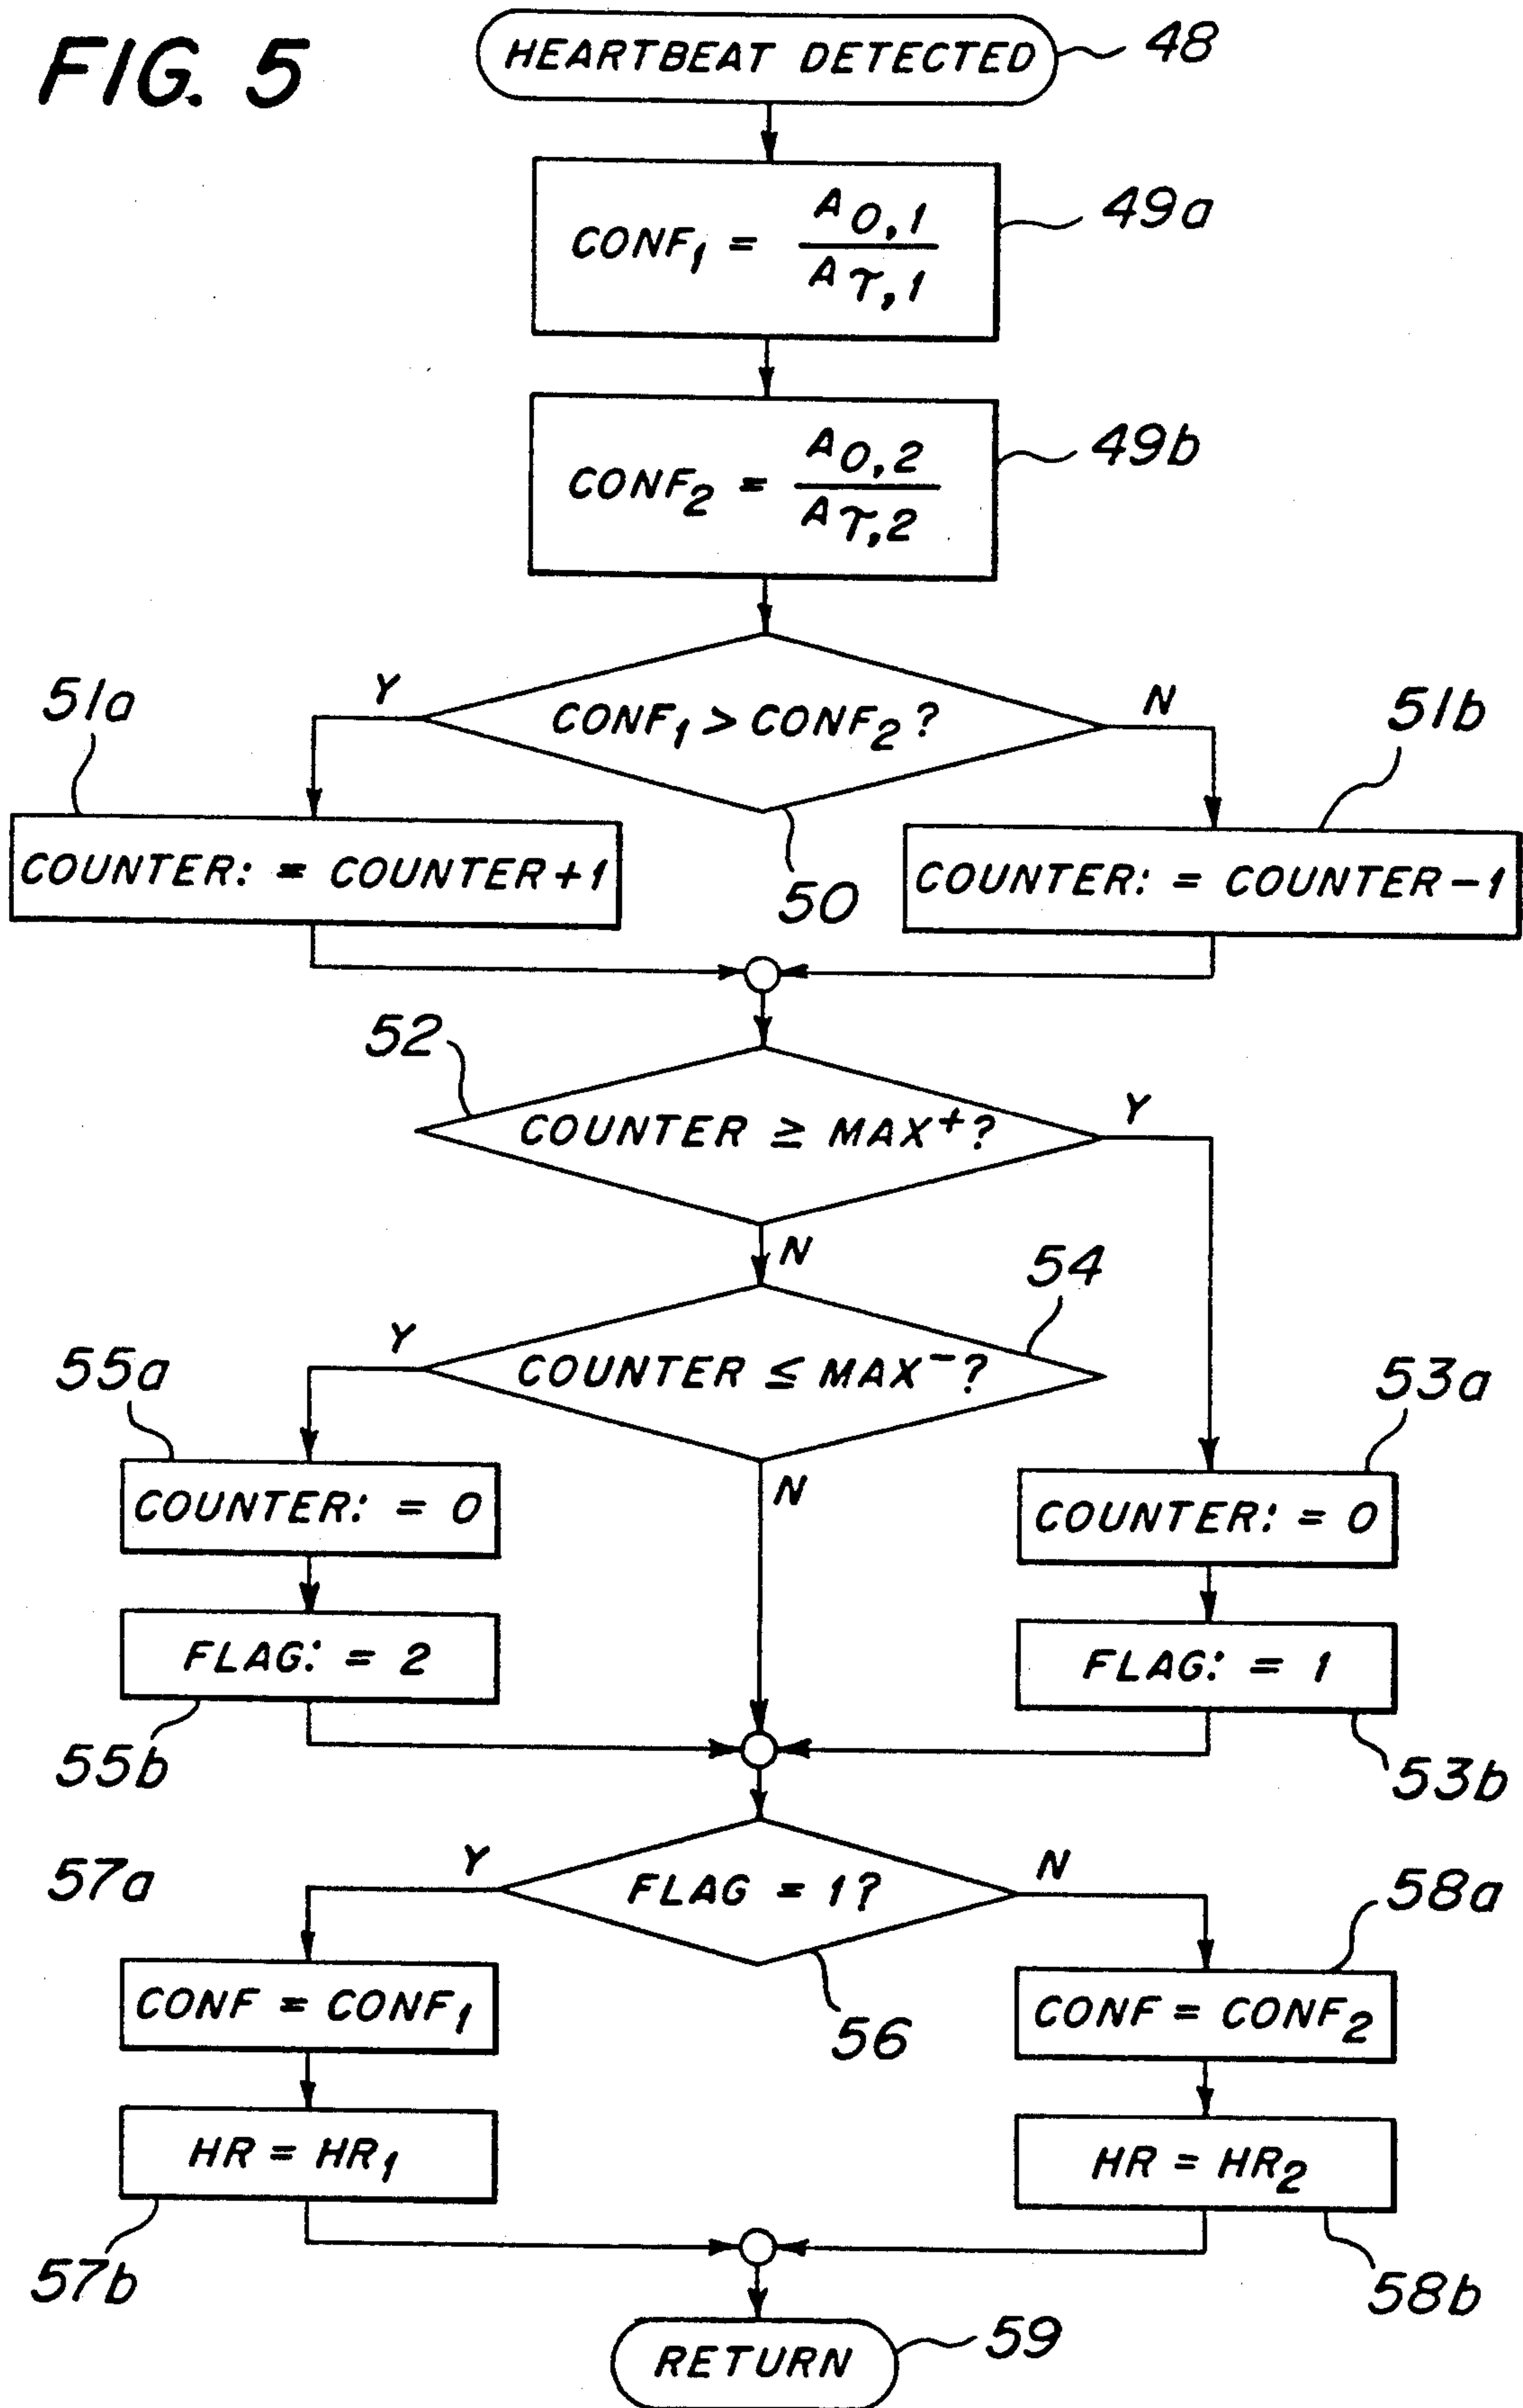 FIG. 5
HEARTBEAT DETECTED
48
CONF₁ = A₀,₁ / A𝜏,₁
49a
CONF₂ = A₀,₂ / A𝜏,₂
49b
CONF₁ > CONF₂ ?
Y
N
51a
51b
50
COUNTER: = COUNTER+1
COUNTER: = COUNTER-1
52
COUNTER ≥ MAX⁺?
Y
N
54
COUNTER ≤ MAX⁻?
Y
N
55a
53a
COUNTER: = 0
COUNTER: = 0
FLAG: = 2
FLAG: = 1
55b
53b
FLAG = 1?
Y
N
57a
58a
56
CONF = CONF₁
CONF = CONF₂
HR = HR₁
HR = HR₂
57b
58b
RETURN
59